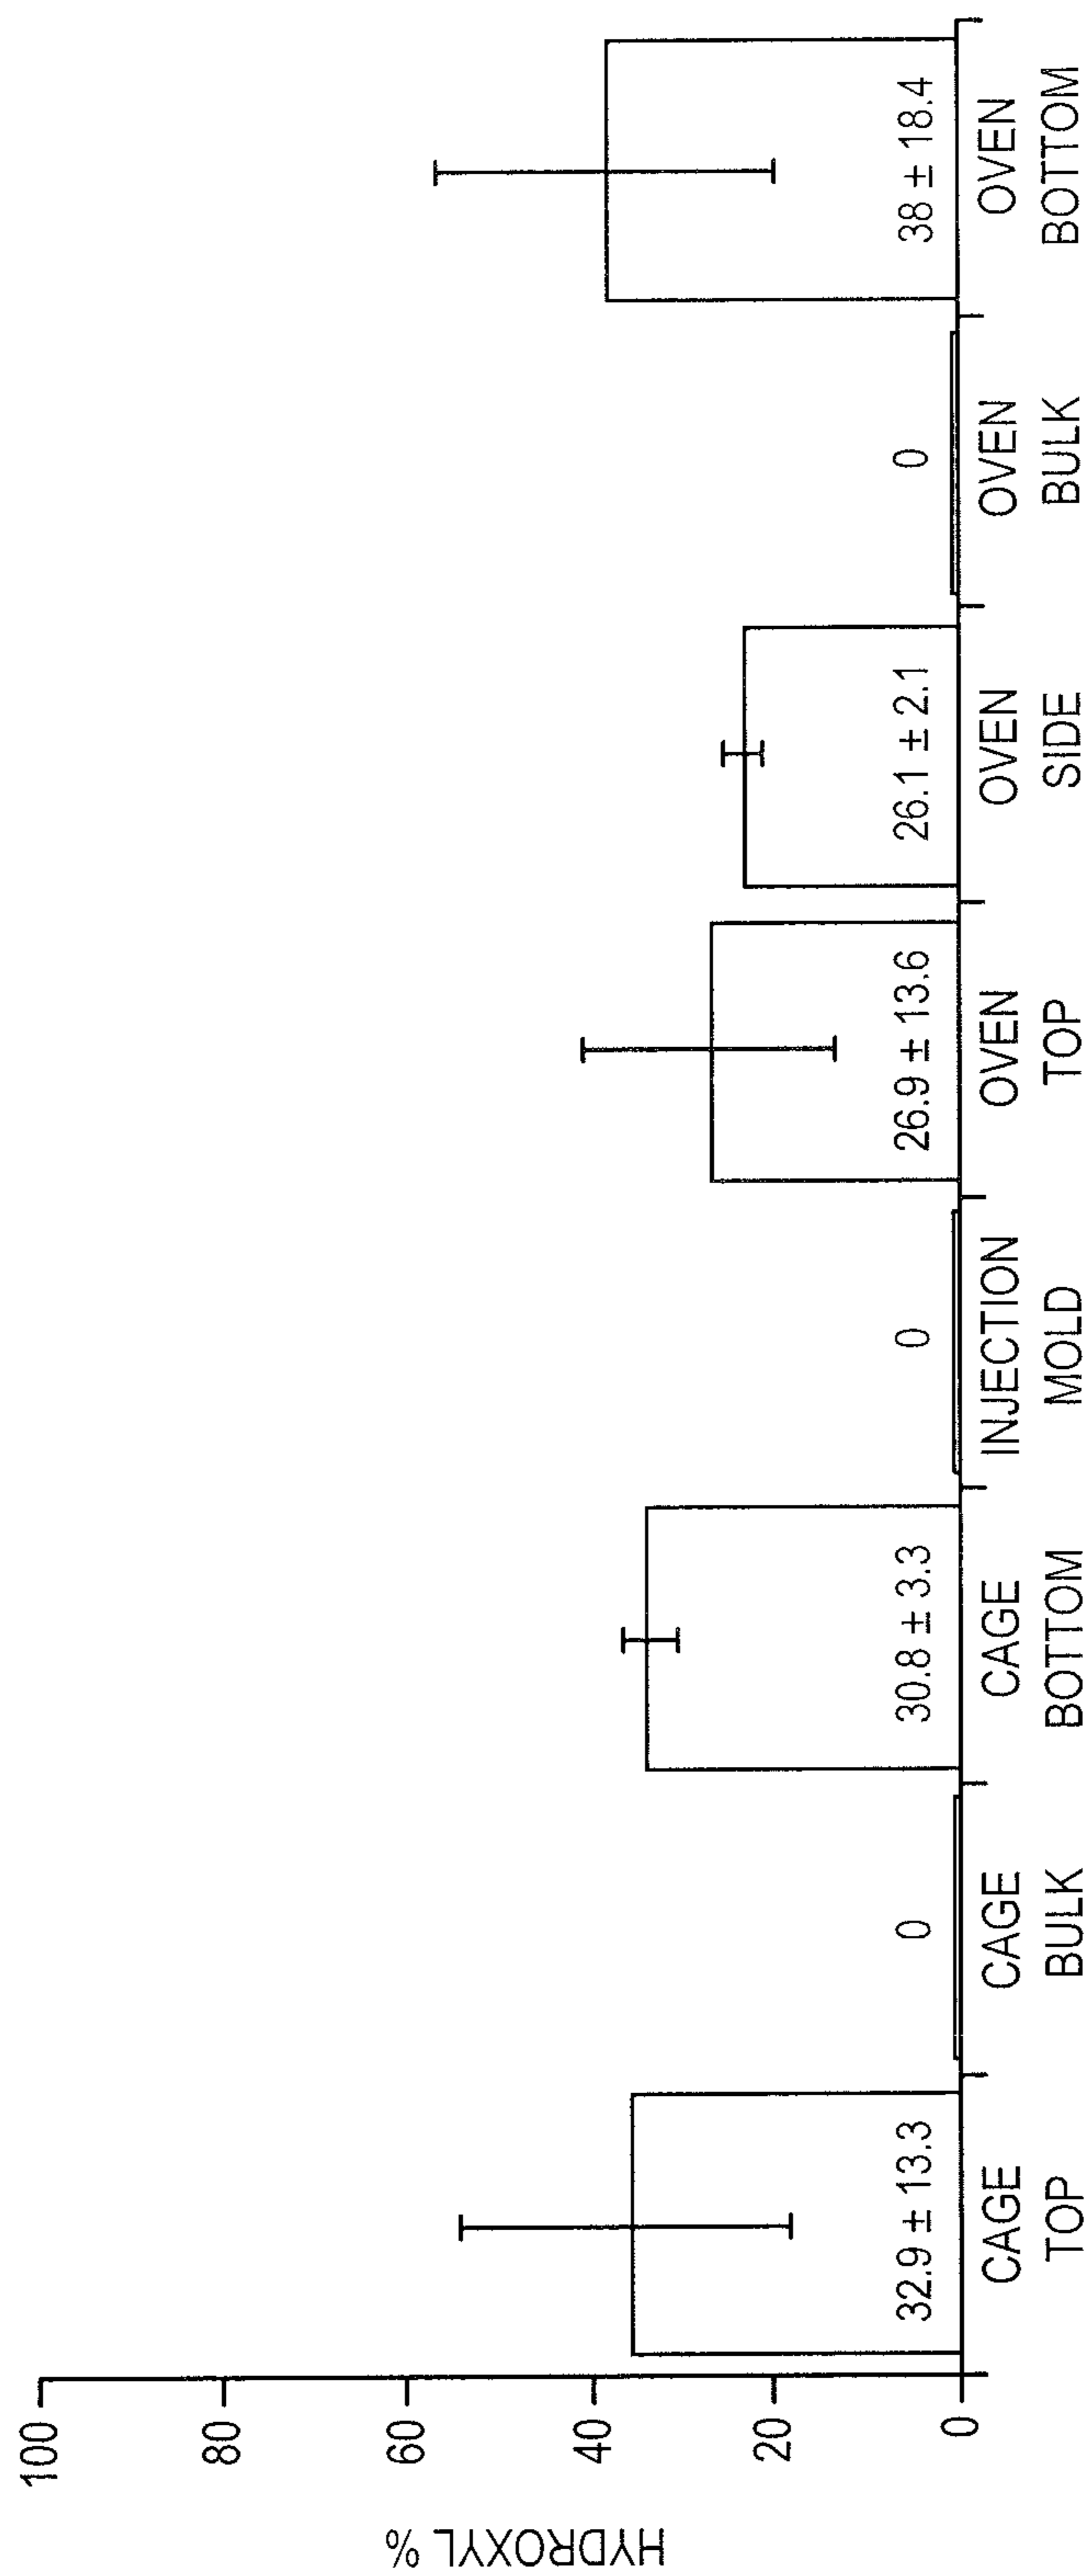 HYDROXYL %
100
80
60
40
20
0
32.9 ± 13.3
0
30.8 ± 3.3
0
26.9 ± 13.6
26.1 ± 2.1
0
38 ± 18.4
CAGE
TOP
CAGE
BULK
CAGE
BOTTOM
INJECTION
MOLD
OVEN
TOP
OVEN
SIDE
OVEN
BULK
OVEN
BOTTOM